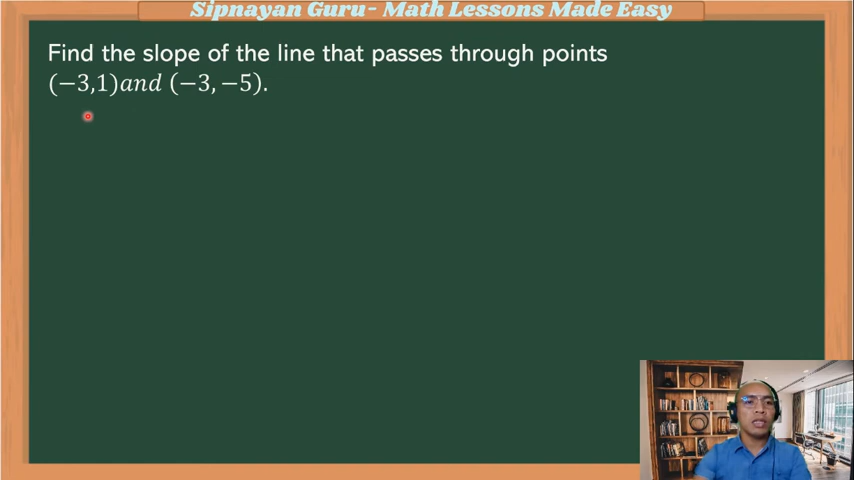 Sipnayan Guru- Math Lessons Made Easy
Find the slope of the line that passes through points
(−3,1)and (−3, −5).